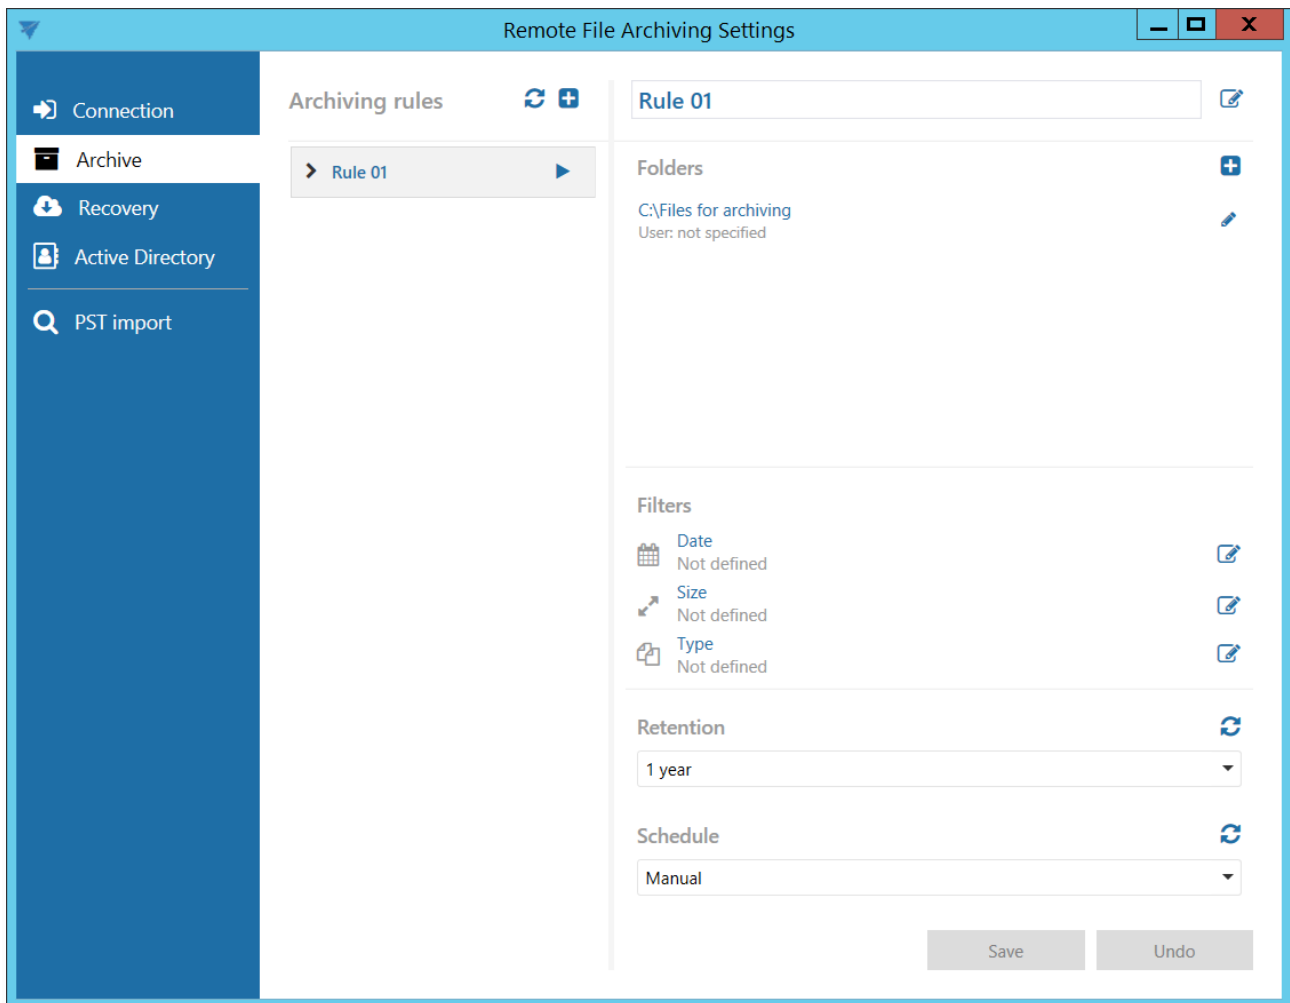 Remote File Archiving Settings
Connection
Archive
Recovery
Active Directory
PST import
Archiving rules
Rule 01
Rule 01
Folders
C:\Files for archiving
User: not specified
Filters
Date
Not defined
Size
Not defined
Type
Not defined
Retention
1 year
Schedule
Manual
Save
Undo